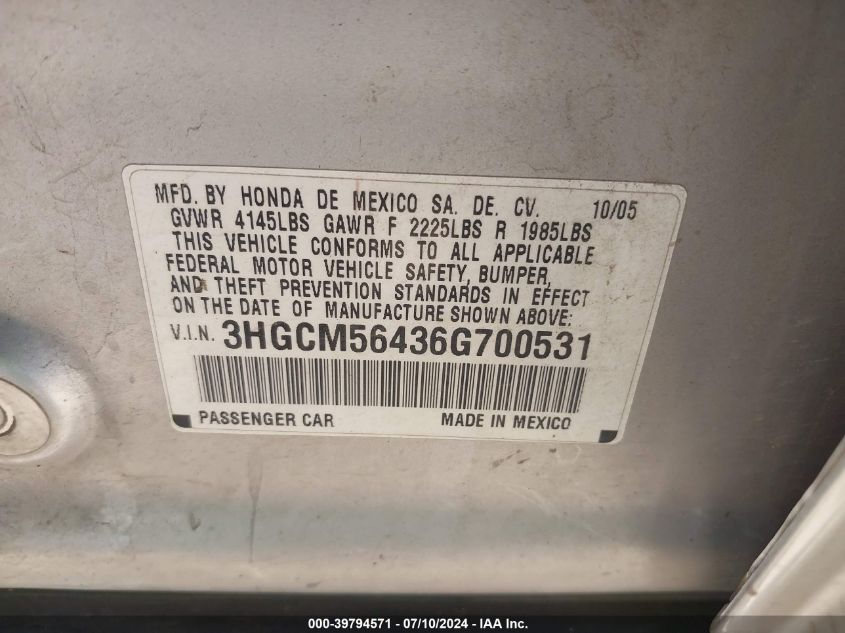 MFD. BY HONDA DE MEXICO SA. DE. CV. 10/05
GVWR 4145LBS GAWR F 2225LBS R 1985LBS
THIS VEHICLE CONFORMS TO ALL APPLICABLE
FEDERAL MOTOR VEHICLE SAFETY, BUMPER,
AND THEFT PREVENTION STANDARDS IN EFFECT
ON THE DATE OF MANUFACTURE SHOWN ABOVE:
V.I.N. 3HGCM56436G700531
PASSENGER CAR MADE IN MEXICO
000-39794571 - 07/10/2024 - IAA Inc.